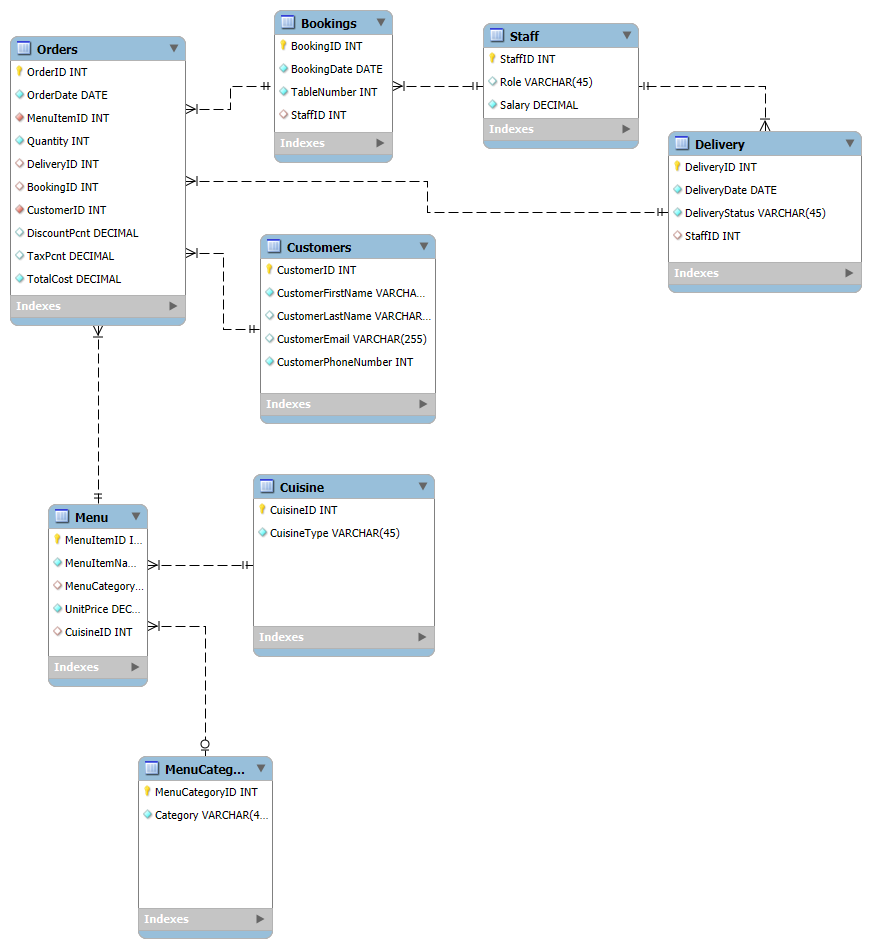 Orders
OrderID INT
OrderDate DATE
MenuItemID INT
Quantity INT
DeliveryID INT
BookingID INT
CustomerID INT
DiscountPcnt DECIMAL
TaxPcnt DECIMAL
TotalCost DECIMAL
Indexes
Bookings
BookingID INT
BookingDate DATE
TableNumber INT
StaffID INT
Indexes
Staff
StaffID INT
Role VARCHAR(45)
Salary DECIMAL
Indexes
Delivery
DeliveryID INT
DeliveryDate DATE
DeliveryStatus VARCHAR(45)
StaffID INT
Indexes
Customers
CustomerID INT
CustomerFirstName VARCHA...
CustomerLastName VARCHAR...
CustomerEmail VARCHAR(255)
CustomerPhoneNumber INT
Indexes
Menu
MenuItemID I...
MenuItemNa...
MenuCategory...
UnitPrice DEC...
CuisineID INT
Indexes
Cuisine
CuisineID INT
CuisineType VARCHAR(45)
Indexes
MenuCateg...
MenuCategoryID INT
Category VARCHAR(4...
Indexes